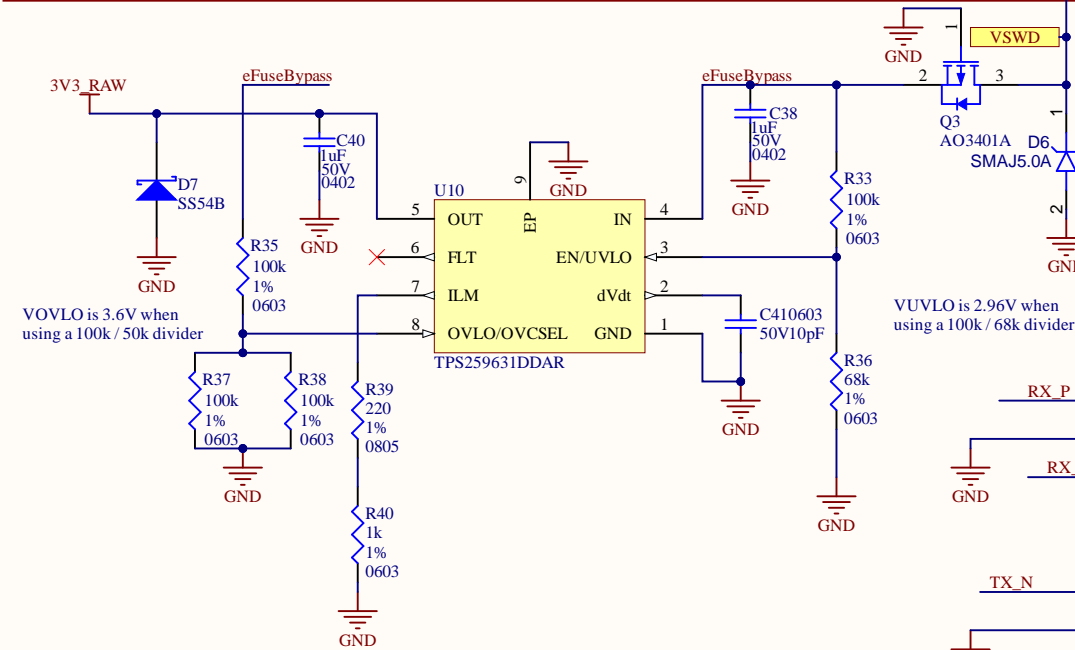 1
VSWD
GND
3V3_RAW
eFuseBypass
eFuseBypass
2
3
Q3
AO3401A
D6
SMAJ5.0A
1
2
C40
1uF
50V
0402
C38
1uF
50V
0402
9
GND
GND
GND
D7
SS54B
GND
U10
5
OUT
EP
IN
4
6
FLT
EN/UVLO
3
7
ILM
dVdt
2
8
OVLO/OVCSEL
GND
1
TPS259631DDAR
R33
100k
1%
0603
R35
100k
1%
0603
VOVLO is 3.6V when
using a 100k / 50k divider
VUVLO is 2.96V when
using a 100k / 68k divider
C410603
50V10pF
R37
100k
1%
0603
R38
100k
1%
0603
R39
220
1%
0805
R36
68k
1%
0603
GND
GND
R40
1k
1%
0603
GND
GND
GND
RX_P
RX_
GND
TX_N